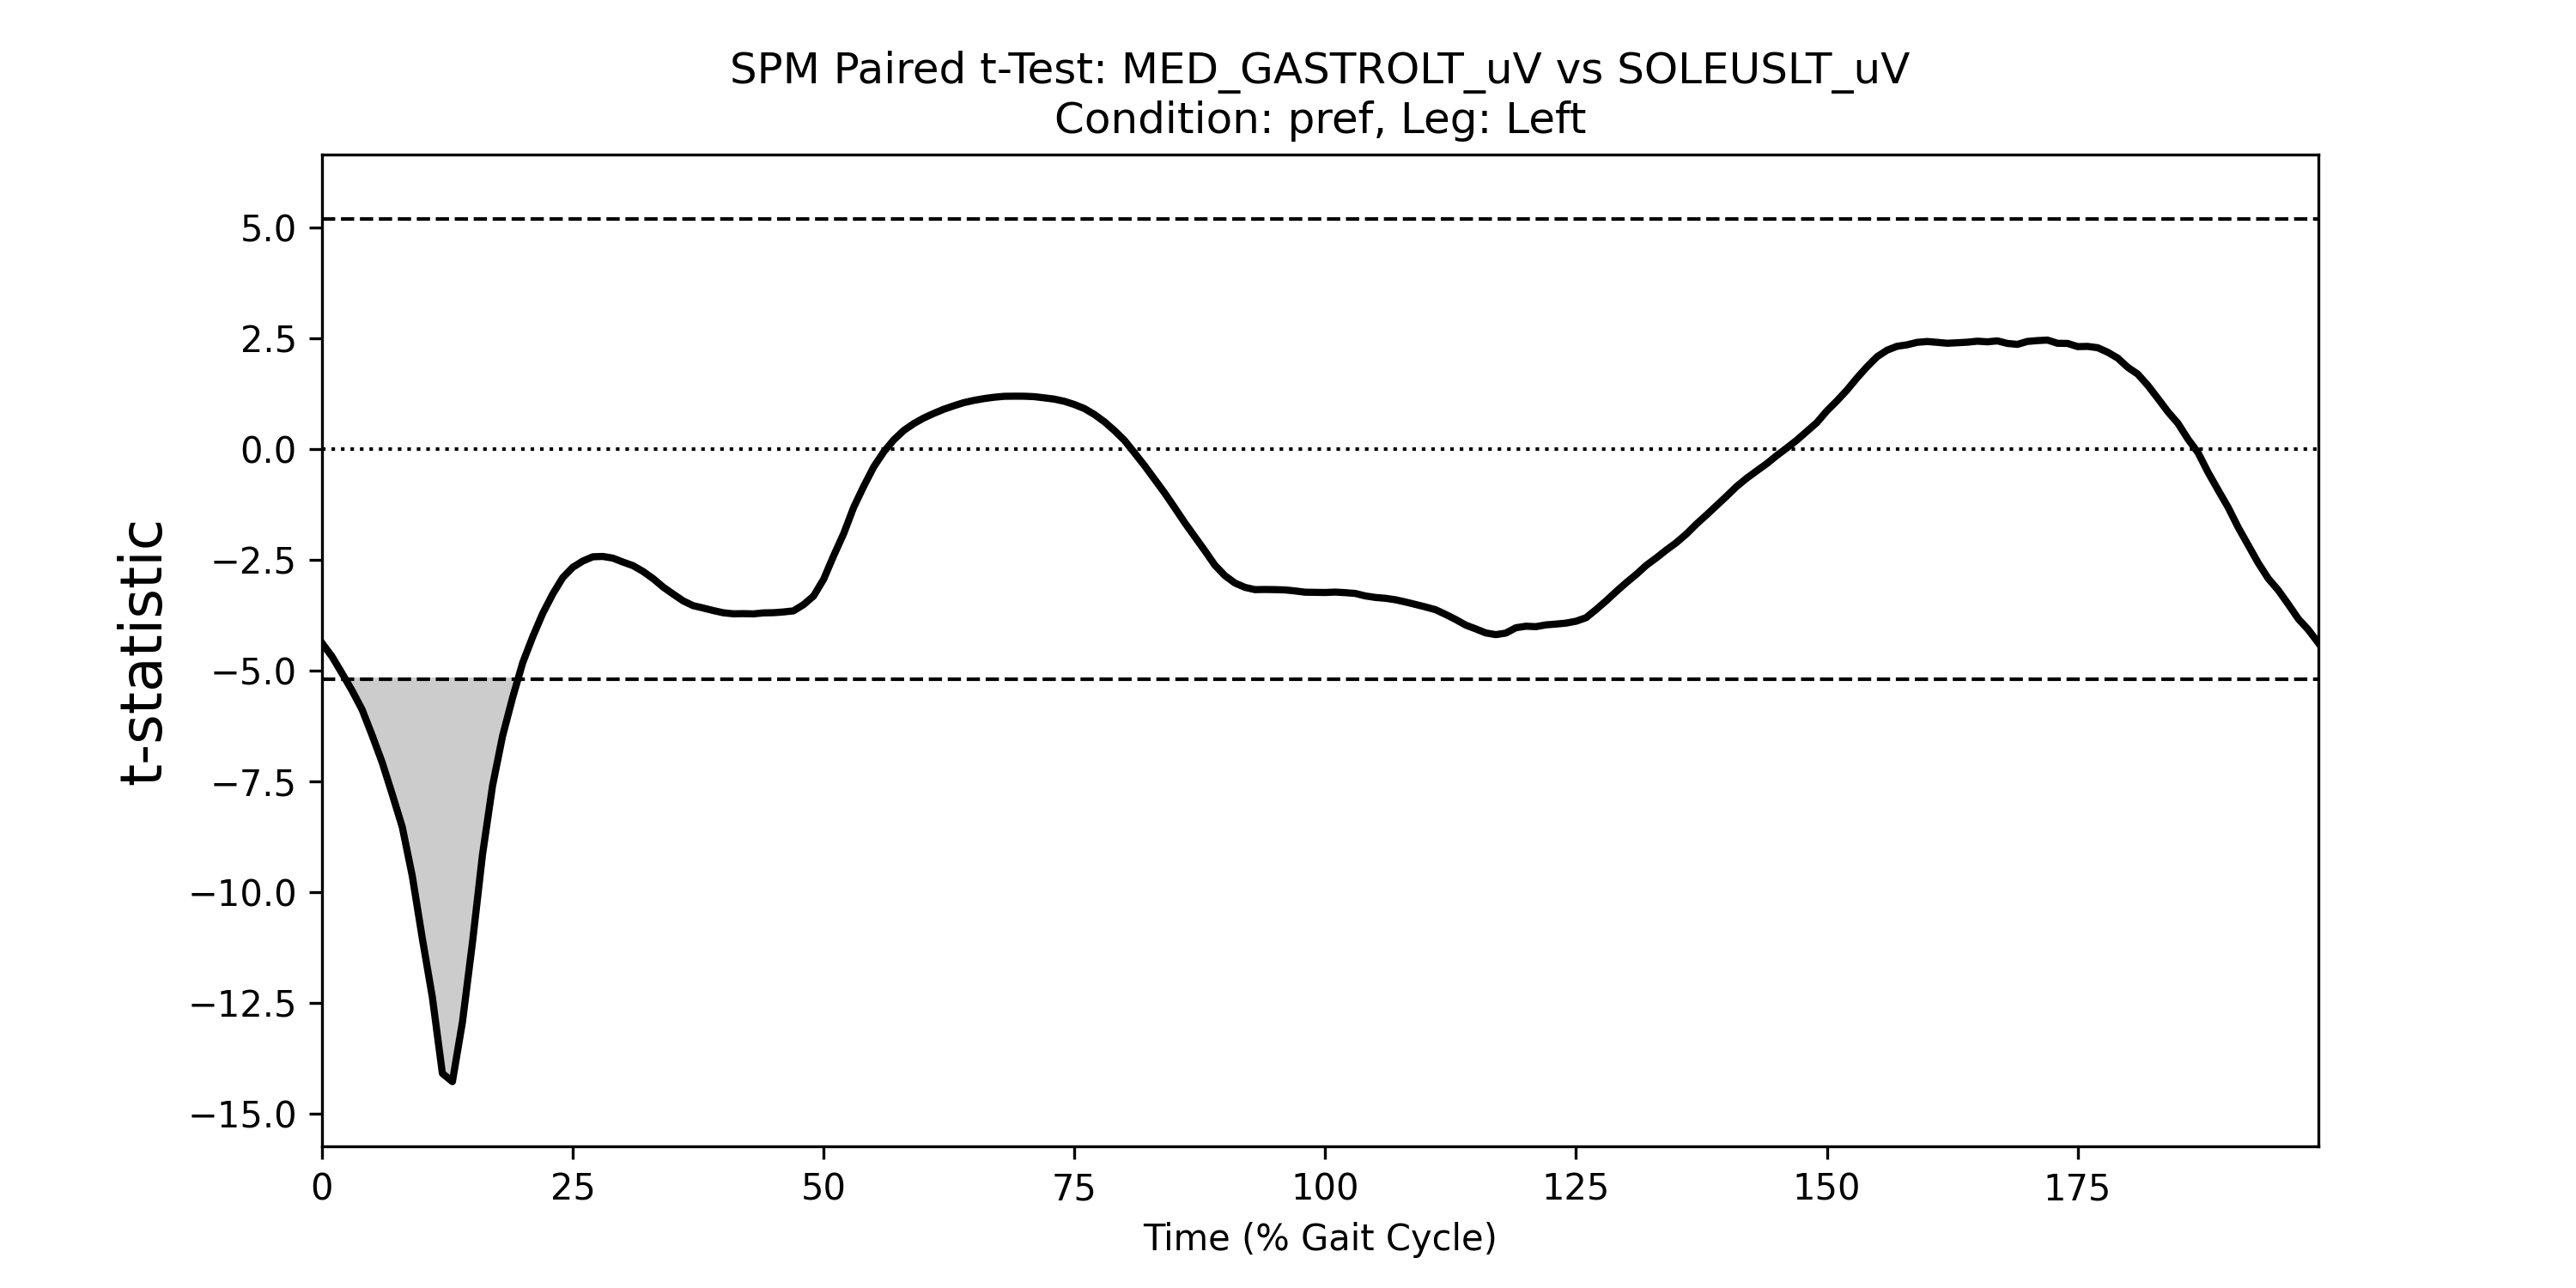 SPM Paired t-Test: MED_GASTROLT_uV vs SOLEUSLT_uV
Condition: pref, Leg: Left
t-statistic
5.0
2.5
0.0
−2.5
−5.0
−7.5
−10.0
−12.5
−15.0
0 25 50 75 100 125 150 175
Time (% Gait Cycle)